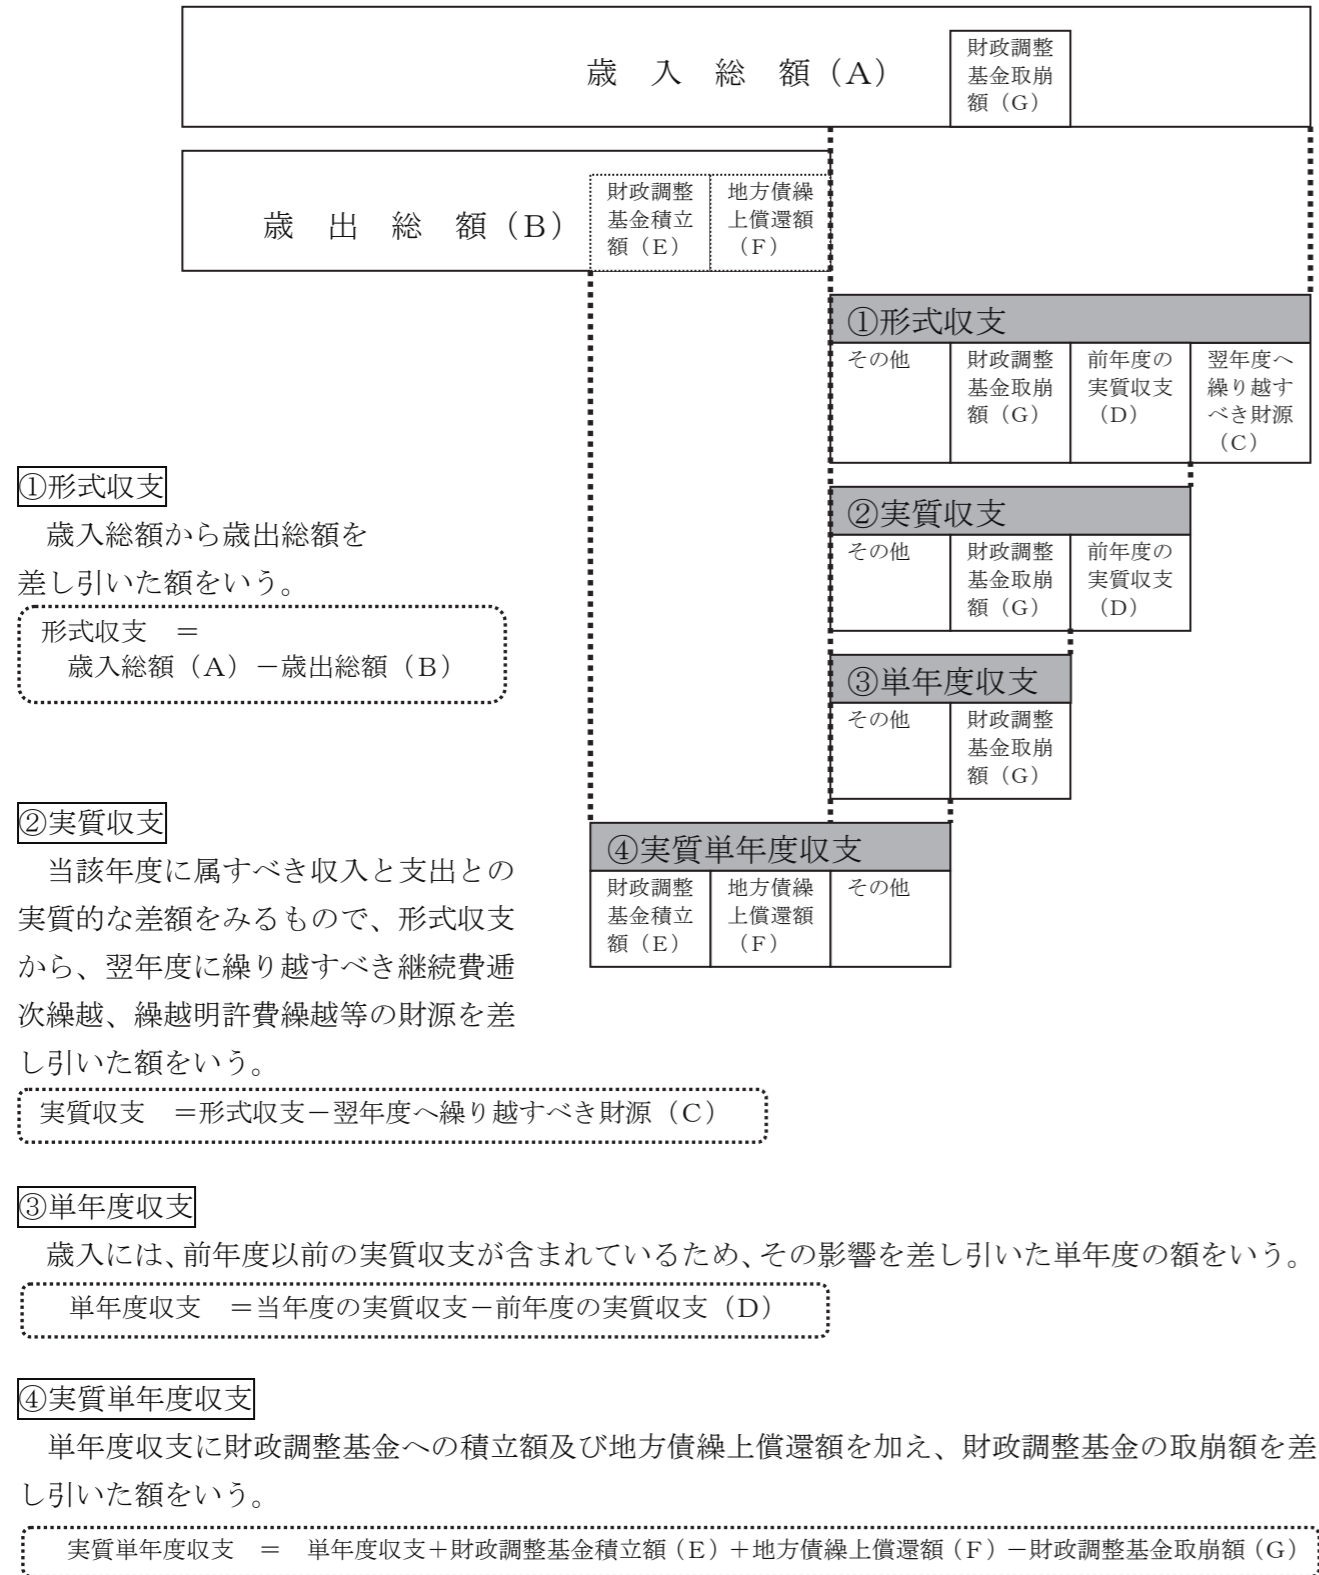 歳　入　総　額（A）
財政調整
基金取崩
額（G）
歳　出　総　額（B）
財政調整
基金積立
額（E）
地方債繰
上償還額
（F）
①形式収支
その他
財政調整
基金取崩
額（G）
前年度の
実質収支
（D）
翌年度へ
繰り越す
べき財源
（C）
②実質収支
その他
財政調整
基金取崩
額（G）
前年度の
実質収支
（D）
③単年度収支
その他
財政調整
基金取崩
額（G）
④実質単年度収支
財政調整
基金積立
額（E）
地方債繰
上償還額
（F）
その他
①形式収支
歳入総額から歳出総額を
差し引いた額をいう。
形式収支　＝
歳入総額（A）－歳出総額（B）
②実質収支
当該年度に属すべき収入と支出との
実質的な差額をみるもので、形式収支
から、翌年度に繰り越すべき継続費逓
次繰越、繰越明許費繰越等の財源を差
し引いた額をいう。
実質収支　＝形式収支－翌年度へ繰り越すべき財源（C）
③単年度収支
歳入には、前年度以前の実質収支が含まれているため、その影響を差し引いた単年度の額をいう。
単年度収支　＝当年度の実質収支－前年度の実質収支（D）
④実質単年度収支
単年度収支に財政調整基金への積立額及び地方債繰上償還額を加え、財政調整基金の取崩額を差
し引いた額をいう。
実質単年度収支　＝　単年度収支＋財政調整基金積立額（E）＋地方債繰上償還額（F）－財政調整基金取崩額（G）